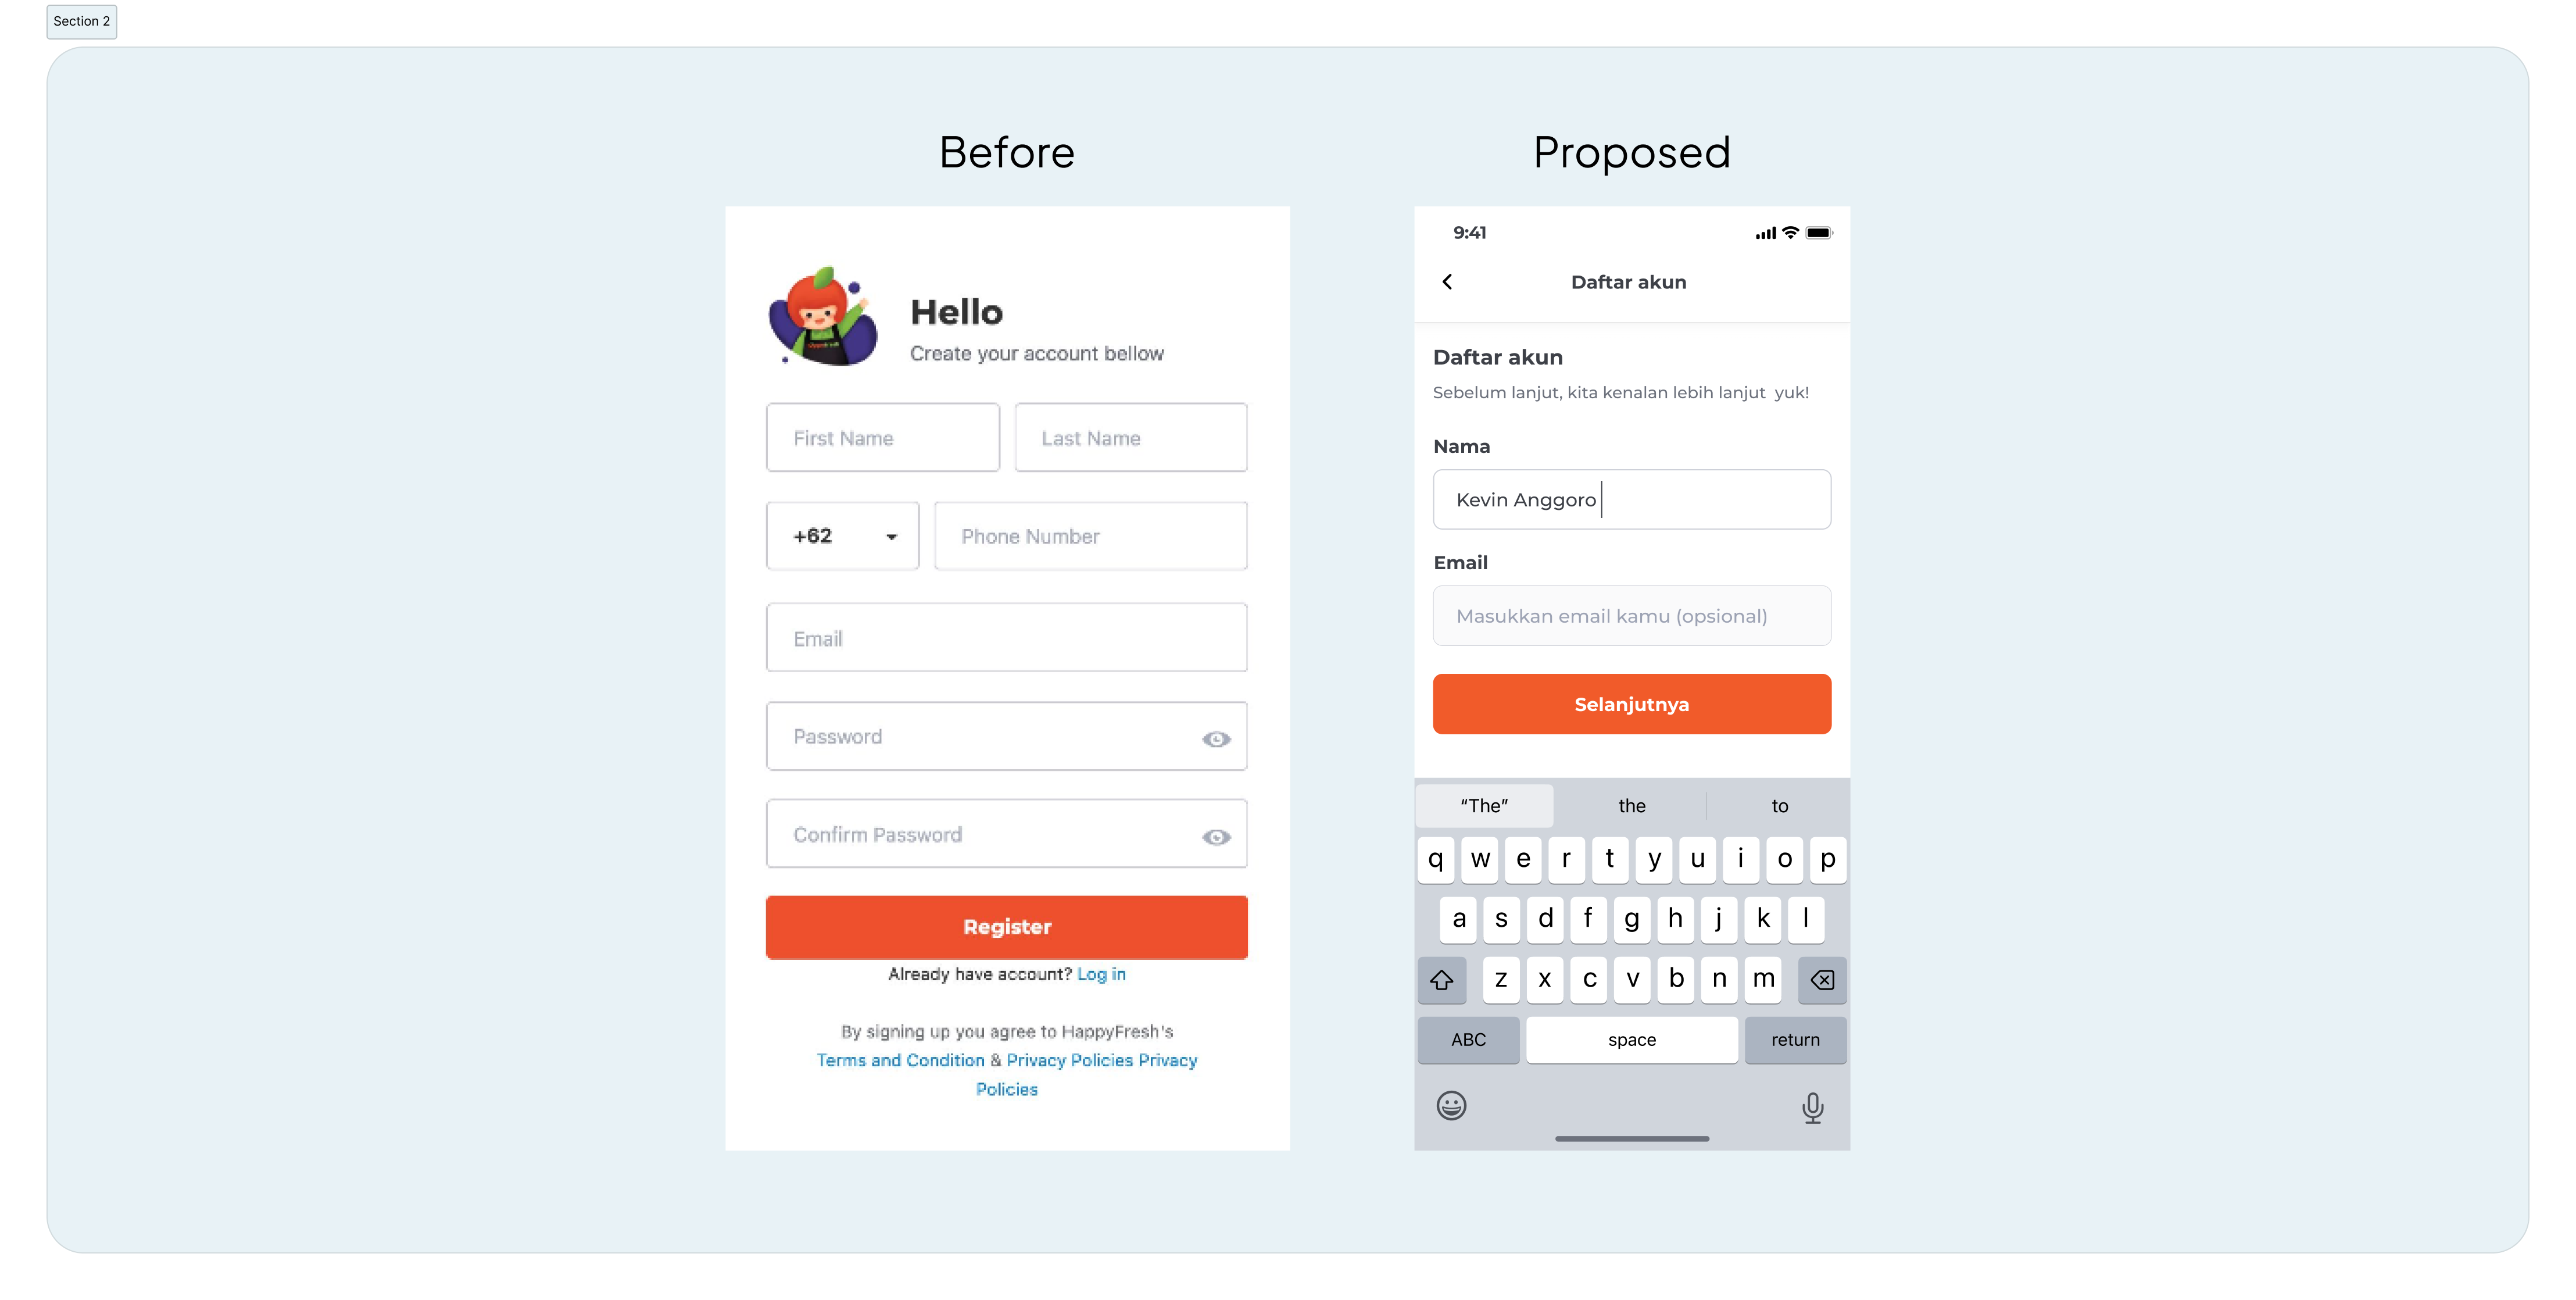 Section 2
Before
Hello
Create your account bellow
First Name
Last Name
+62
Phone Number
Email
Password
Confirm Password
Register
Already have account? Log in
By signing up you agree to HappyFresh's
Terms and Condition & Privacy Policies Privacy
Policies
Proposed
9:41
Daftar akun
Daftar akun
Sebelum lanjut, kita kenalan lebih lanjut yuk!
Nama
Kevin Anggoro
Email
Masukkan email kamu (opsional)
Selanjutnya
“The” the to
q w e r t y u i o p
a s d f g h j k l
z x c v b n m
ABC space return